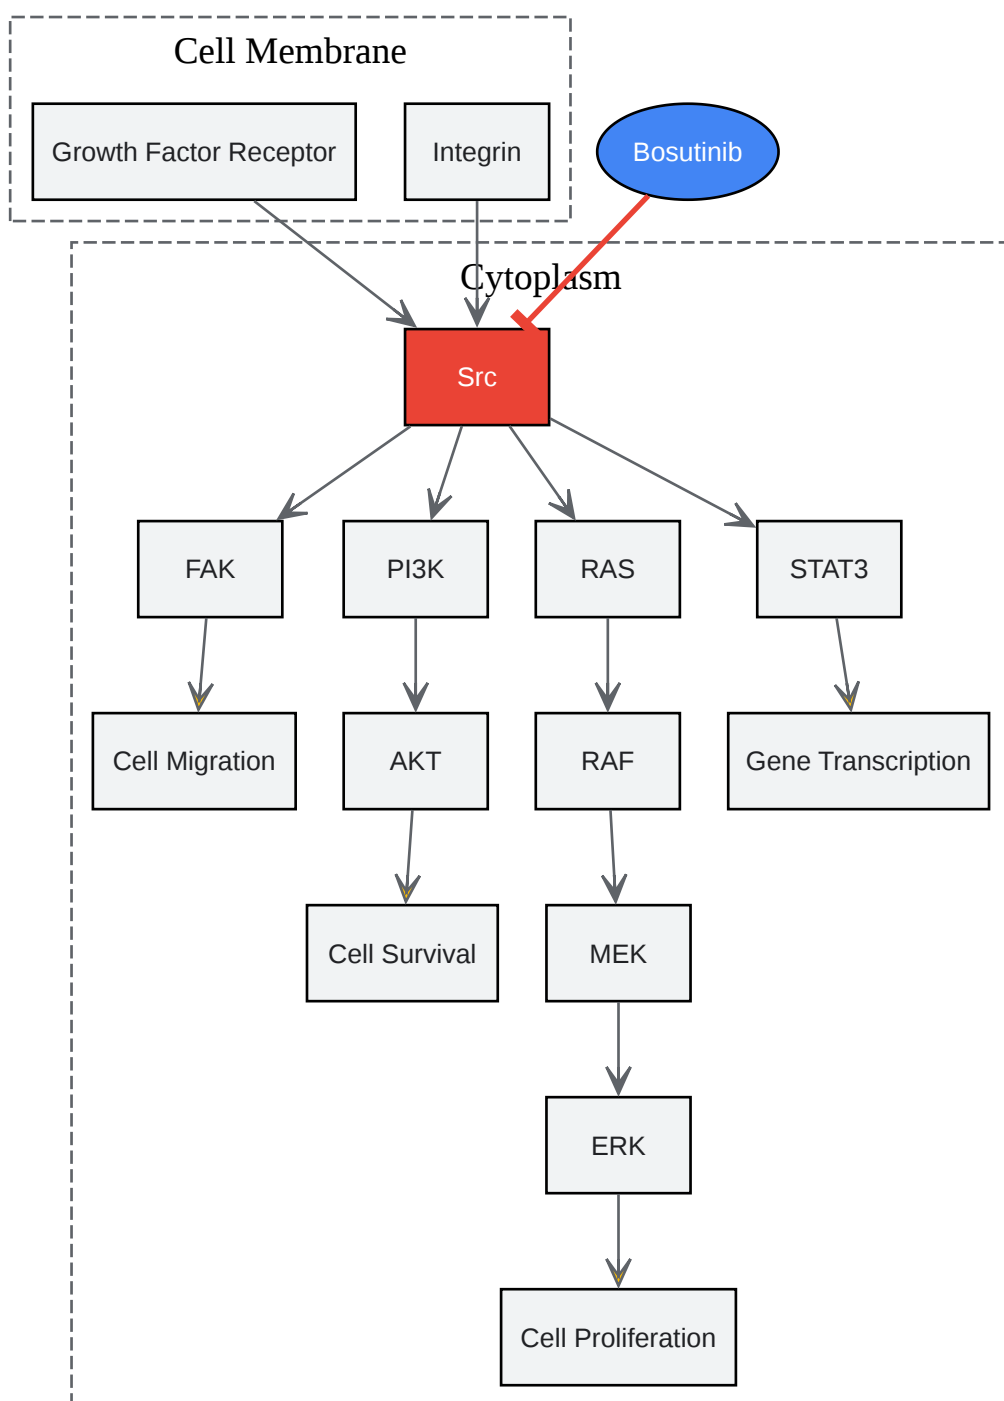 Cell Membrane
Growth Factor Receptor
Integrin
Bosutinib
Cytoplasm
Src
FAK
PI3K
RAS
STAT3
Cell Migration
AKT
RAF
Gene Transcription
Cell Survival
MEK
ERK
Cell Proliferation